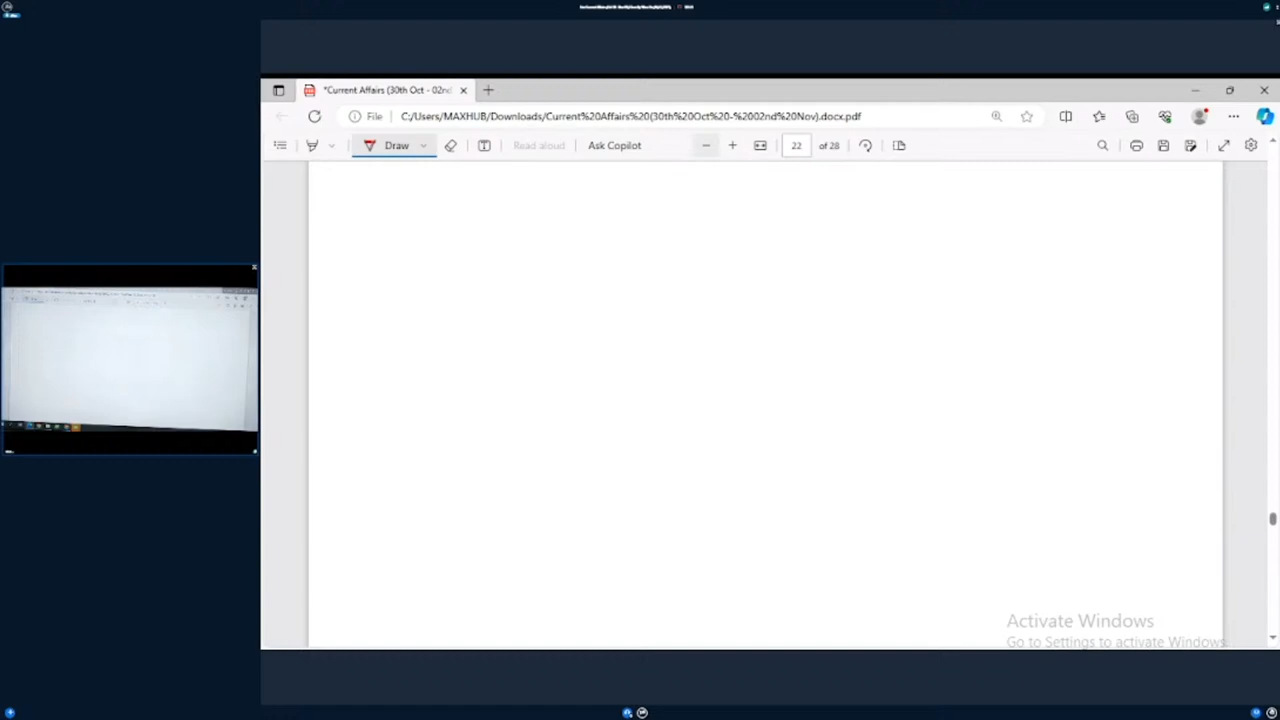 *Current Affairs (30th Oct - 02nd
File
C:/Users/MAXHUB/Downloads/Current%20Affairs%20(30th%20Oct%20-%2002nd%20Nov).docx.pdf
Draw
Read aloud
Ask Copilot
22
of 28
Activate Windows
Go to Settings to activate Windows.